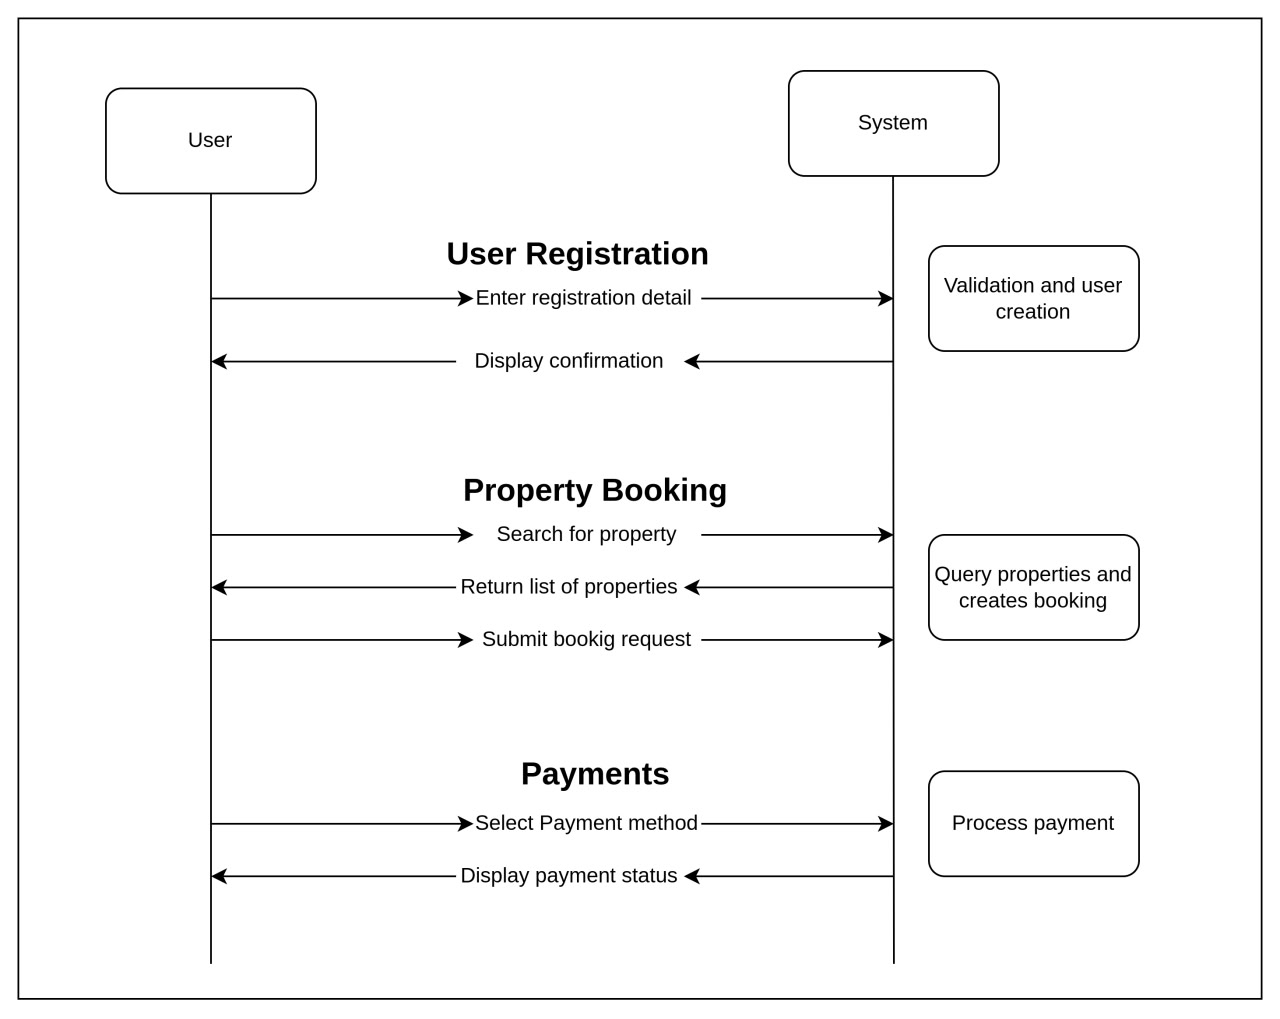 User
System
User Registration
Enter registration detail
Validation and user
creation
Display confirmation
Property Booking
Search for property
Query properties and
creates booking
Return list of properties
Submit bookig request
Payments
Select Payment method
Process payment
Display payment status